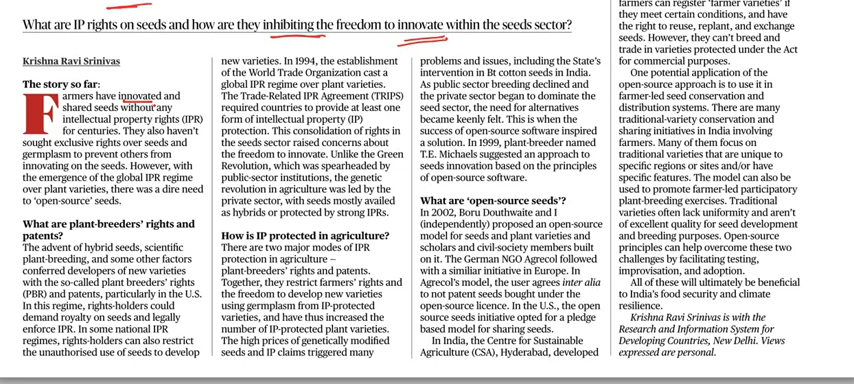 What are IP rights on seeds and how are they inhibiting the freedom to innovate within the seeds sector?
Krishna Ravi Srinivas
The story so far:
Farmers have innovated and
shared seeds without any
intellectual property rights (IPR)
for centuries. They also haven't
sought exclusive rights over seeds and
germplasm to prevent others from
innovating on the seeds. However, with
the emergence of the global IPR regime
over plant varieties, there was a dire need
to 'open-source' seeds.
What are plant-breeders' rights and
patents?
The advent of hybrid seeds, scientific
plant-breeding, and some other factors
conferred developers of new varieties
with the so-called plant breeders' rights
(PBR) and patents, particularly in the U.S.
In this regime, rights-holders could
demand royalty on seeds and legally
enforce IPR. In some national IPR
regimes, rights-holders can also restrict
the unauthorised use of seeds to develop
new varieties. In 1994, the establishment
of the World Trade Organization cast a
global IPR regime over plant varieties.
The Trade-Related IPR Agreement (TRIPS)
required countries to provide at least one
form of intellectual property (IP)
protection. This consolidation of rights in
the seeds sector raised concerns about
the freedom to innovate. Unlike the Green
Revolution, which was spearheaded by
public-sector institutions, the genetic
revolution in agriculture was led by the
private sector, with seeds mostly availed
as hybrids or protected by strong IPRs.
How is IP protected in agriculture?
There are two major modes of IPR
protection in agriculture –
plant-breeders' rights and patents.
Together, they restrict farmers' rights and
the freedom to develop new varieties
using germplasm from IP-protected
varieties, and have thus increased the
number of IP-protected plant varieties.
The high prices of genetically modified
seeds and IP claims triggered many
problems and issues, including the State's
intervention in Bt cotton seeds in India.
As public sector breeding declined and
the private sector began to dominate the
seed sector, the need for alternatives
became keenly felt. This is when the
success of open-source software inspired
a solution. In 1999, plant-breeder named
T.E. Michaels suggested an approach to
seeds innovation based on the principles
of open-source software.
What are 'open-source seeds'?
In 2002, Boru Douthwaite and I
(independently) proposed an open-source
model for seeds and plant varieties and
scholars and civil-society members built
on it. The German NGO Agrecol followed
with a similiar initiative in Europe. In
Agrecol's model, the user agrees inter alia
to not patent seeds bought under the
open-source licence. In the U.S., the open
source seeds initiative opted for a pledge
based model for sharing seeds.
In India, the Centre for Sustainable
Agriculture (CSA), Hyderabad, developed
farmers can register 'farmer varieties' if
they meet certain conditions, and have
the right to reuse, replant, and exchange
seeds. However, they can't breed and
trade in varieties protected under the Act
for commercial purposes.
One potential application of the
open-source approach is to use it in
farmer-led seed conservation and
distribution systems. There are many
traditional-variety conservation and
sharing initiatives in India involving
farmers. Many of them focus on
traditional varieties that are unique to
specific regions or sites and/or have
specific features. The model can also be
used to promote farmer-led participatory
plant-breeding exercises. Traditional
varieties often lack uniformity and aren't
of excellent quality for seed development
and breeding purposes. Open-source
principles can help overcome these two
challenges by facilitating testing,
improvisation, and adoption.
All of these will ultimately be beneficial
to India's food security and climate
resilience.
Krishna Ravi Srinivas is with the
Research and Information System for
Developing Countries, New Delhi. Views
expressed are personal.